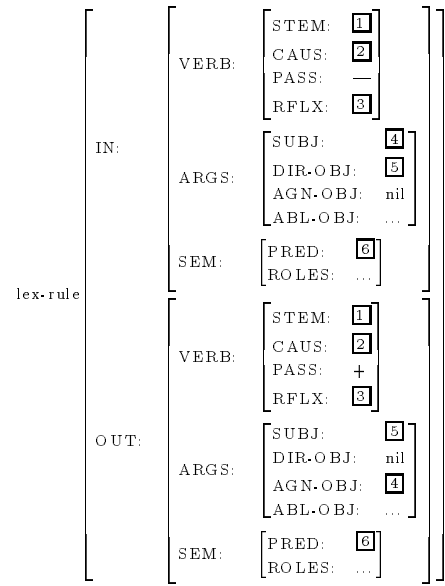 STEM: 1
CAUS: 2
VERB:
PASS: —
RFLX: 3
SUBJ: 4
IN:
DIR-OBJ: 5
ARGS:
AGN-OBJ: nil
ABL-OBJ: ...
PRED: 6
SEM:
ROLES: ...
lex-rule
STEM: 1
CAUS: 2
VERB:
PASS: +
RFLX: 3
SUBJ: 5
OUT:
DIR-OBJ: nil
ARGS:
AGN-OBJ: 4
ABL-OBJ: ...
PRED: 6
SEM:
ROLES: ...